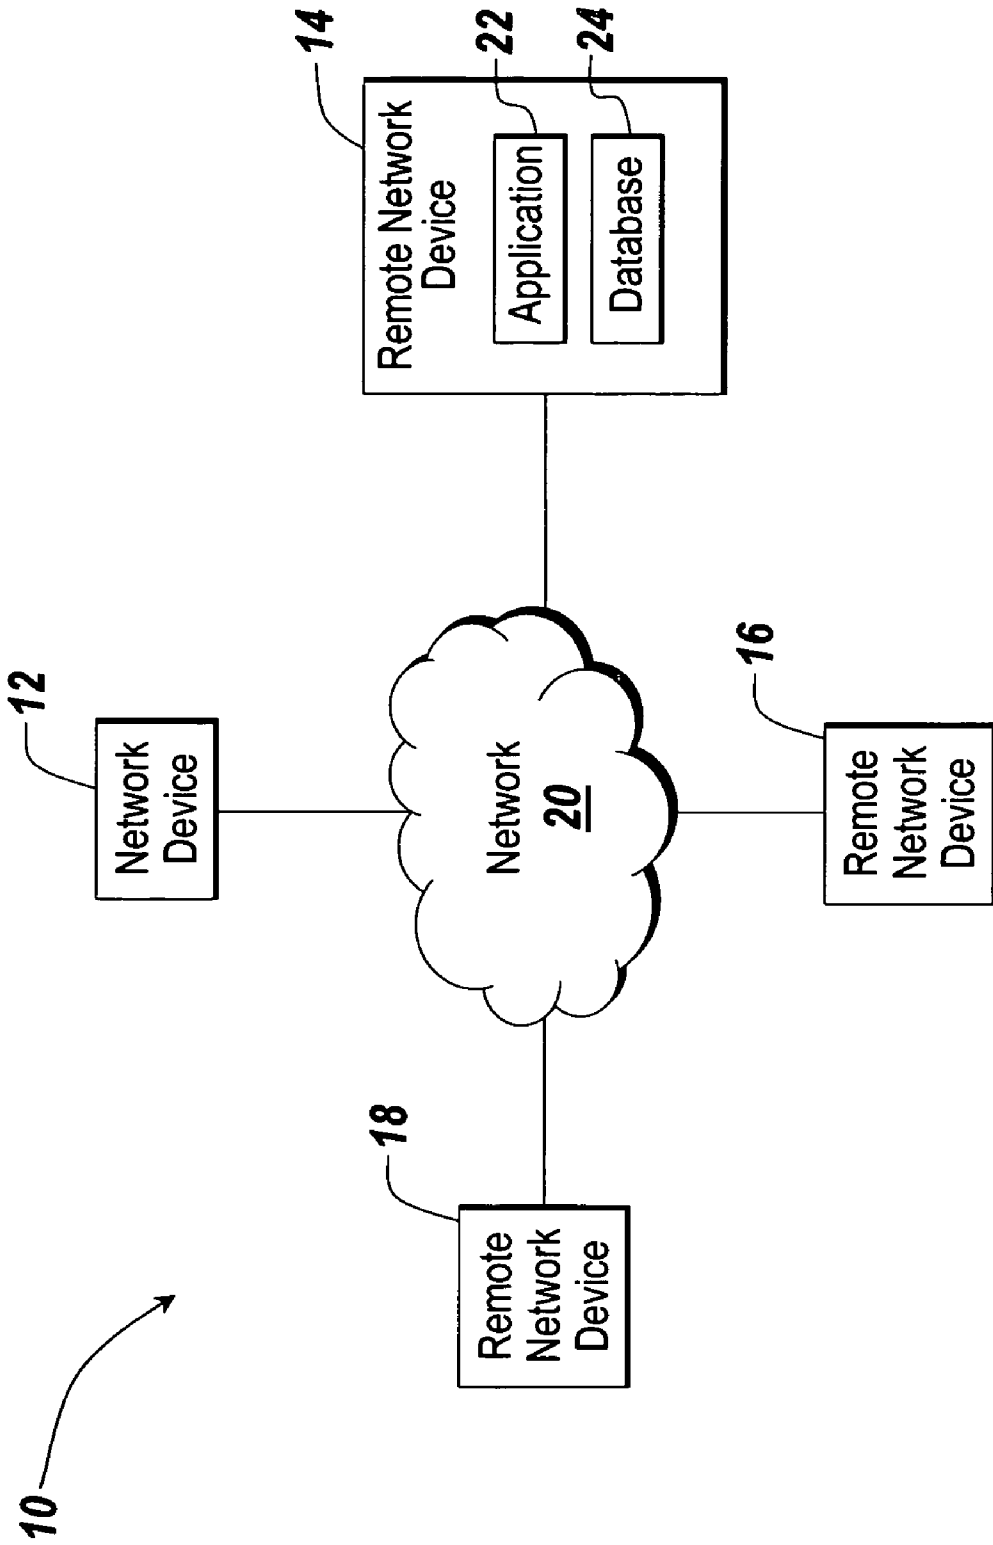 10
12
Network
Device
18
Remote
Network
Device
Network
20
14
Remote Network
Device
22
Application
24
Database
16
Remote
Network
Device